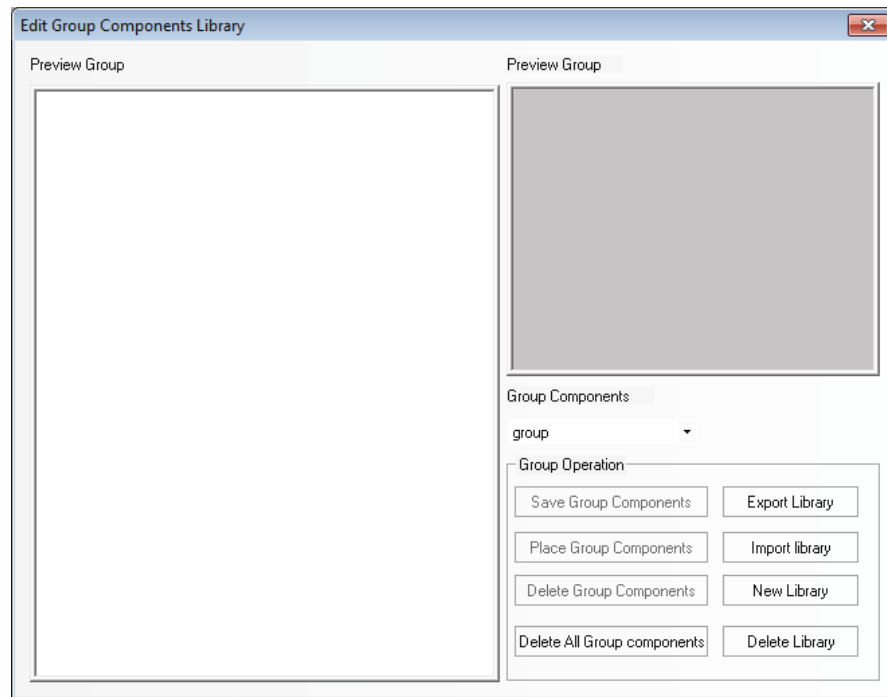 Edit Group Components Library
Preview Group
Preview Group
Group Components
group
Group Operation
Save Group Components
Export Library
Place Group Components
Import library
Delete Group Components
New Library
Delete All Group components
Delete Library